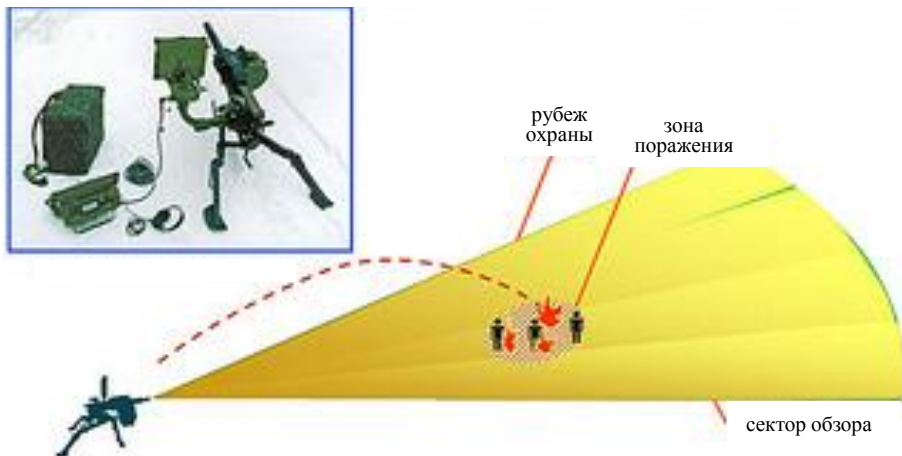 рубеж
охраны
зона
поражения
сектор обзора